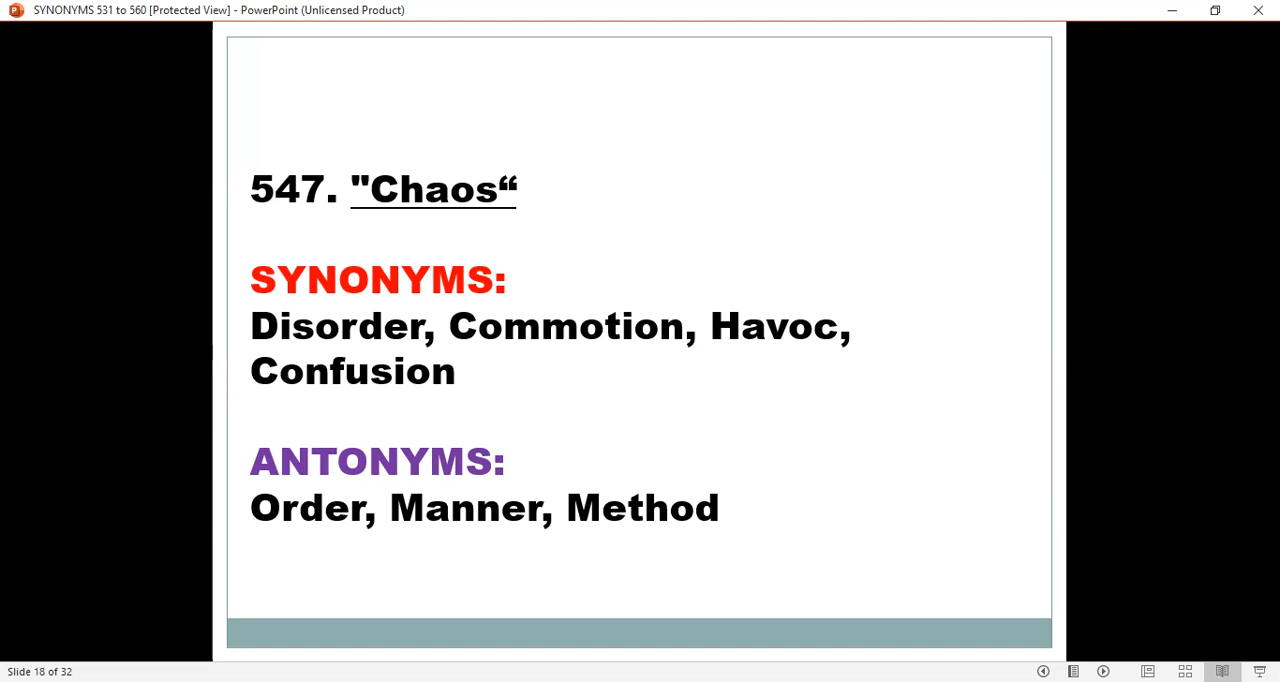 SYNONYMS 531 to 560 [Protected View] - PowerPoint (Unlicensed Product)
547. "Chaos“
SYNONYMS:
Disorder, Commotion, Havoc,
Confusion
ANTONYMS:
Order, Manner, Method
Slide 18 of 32